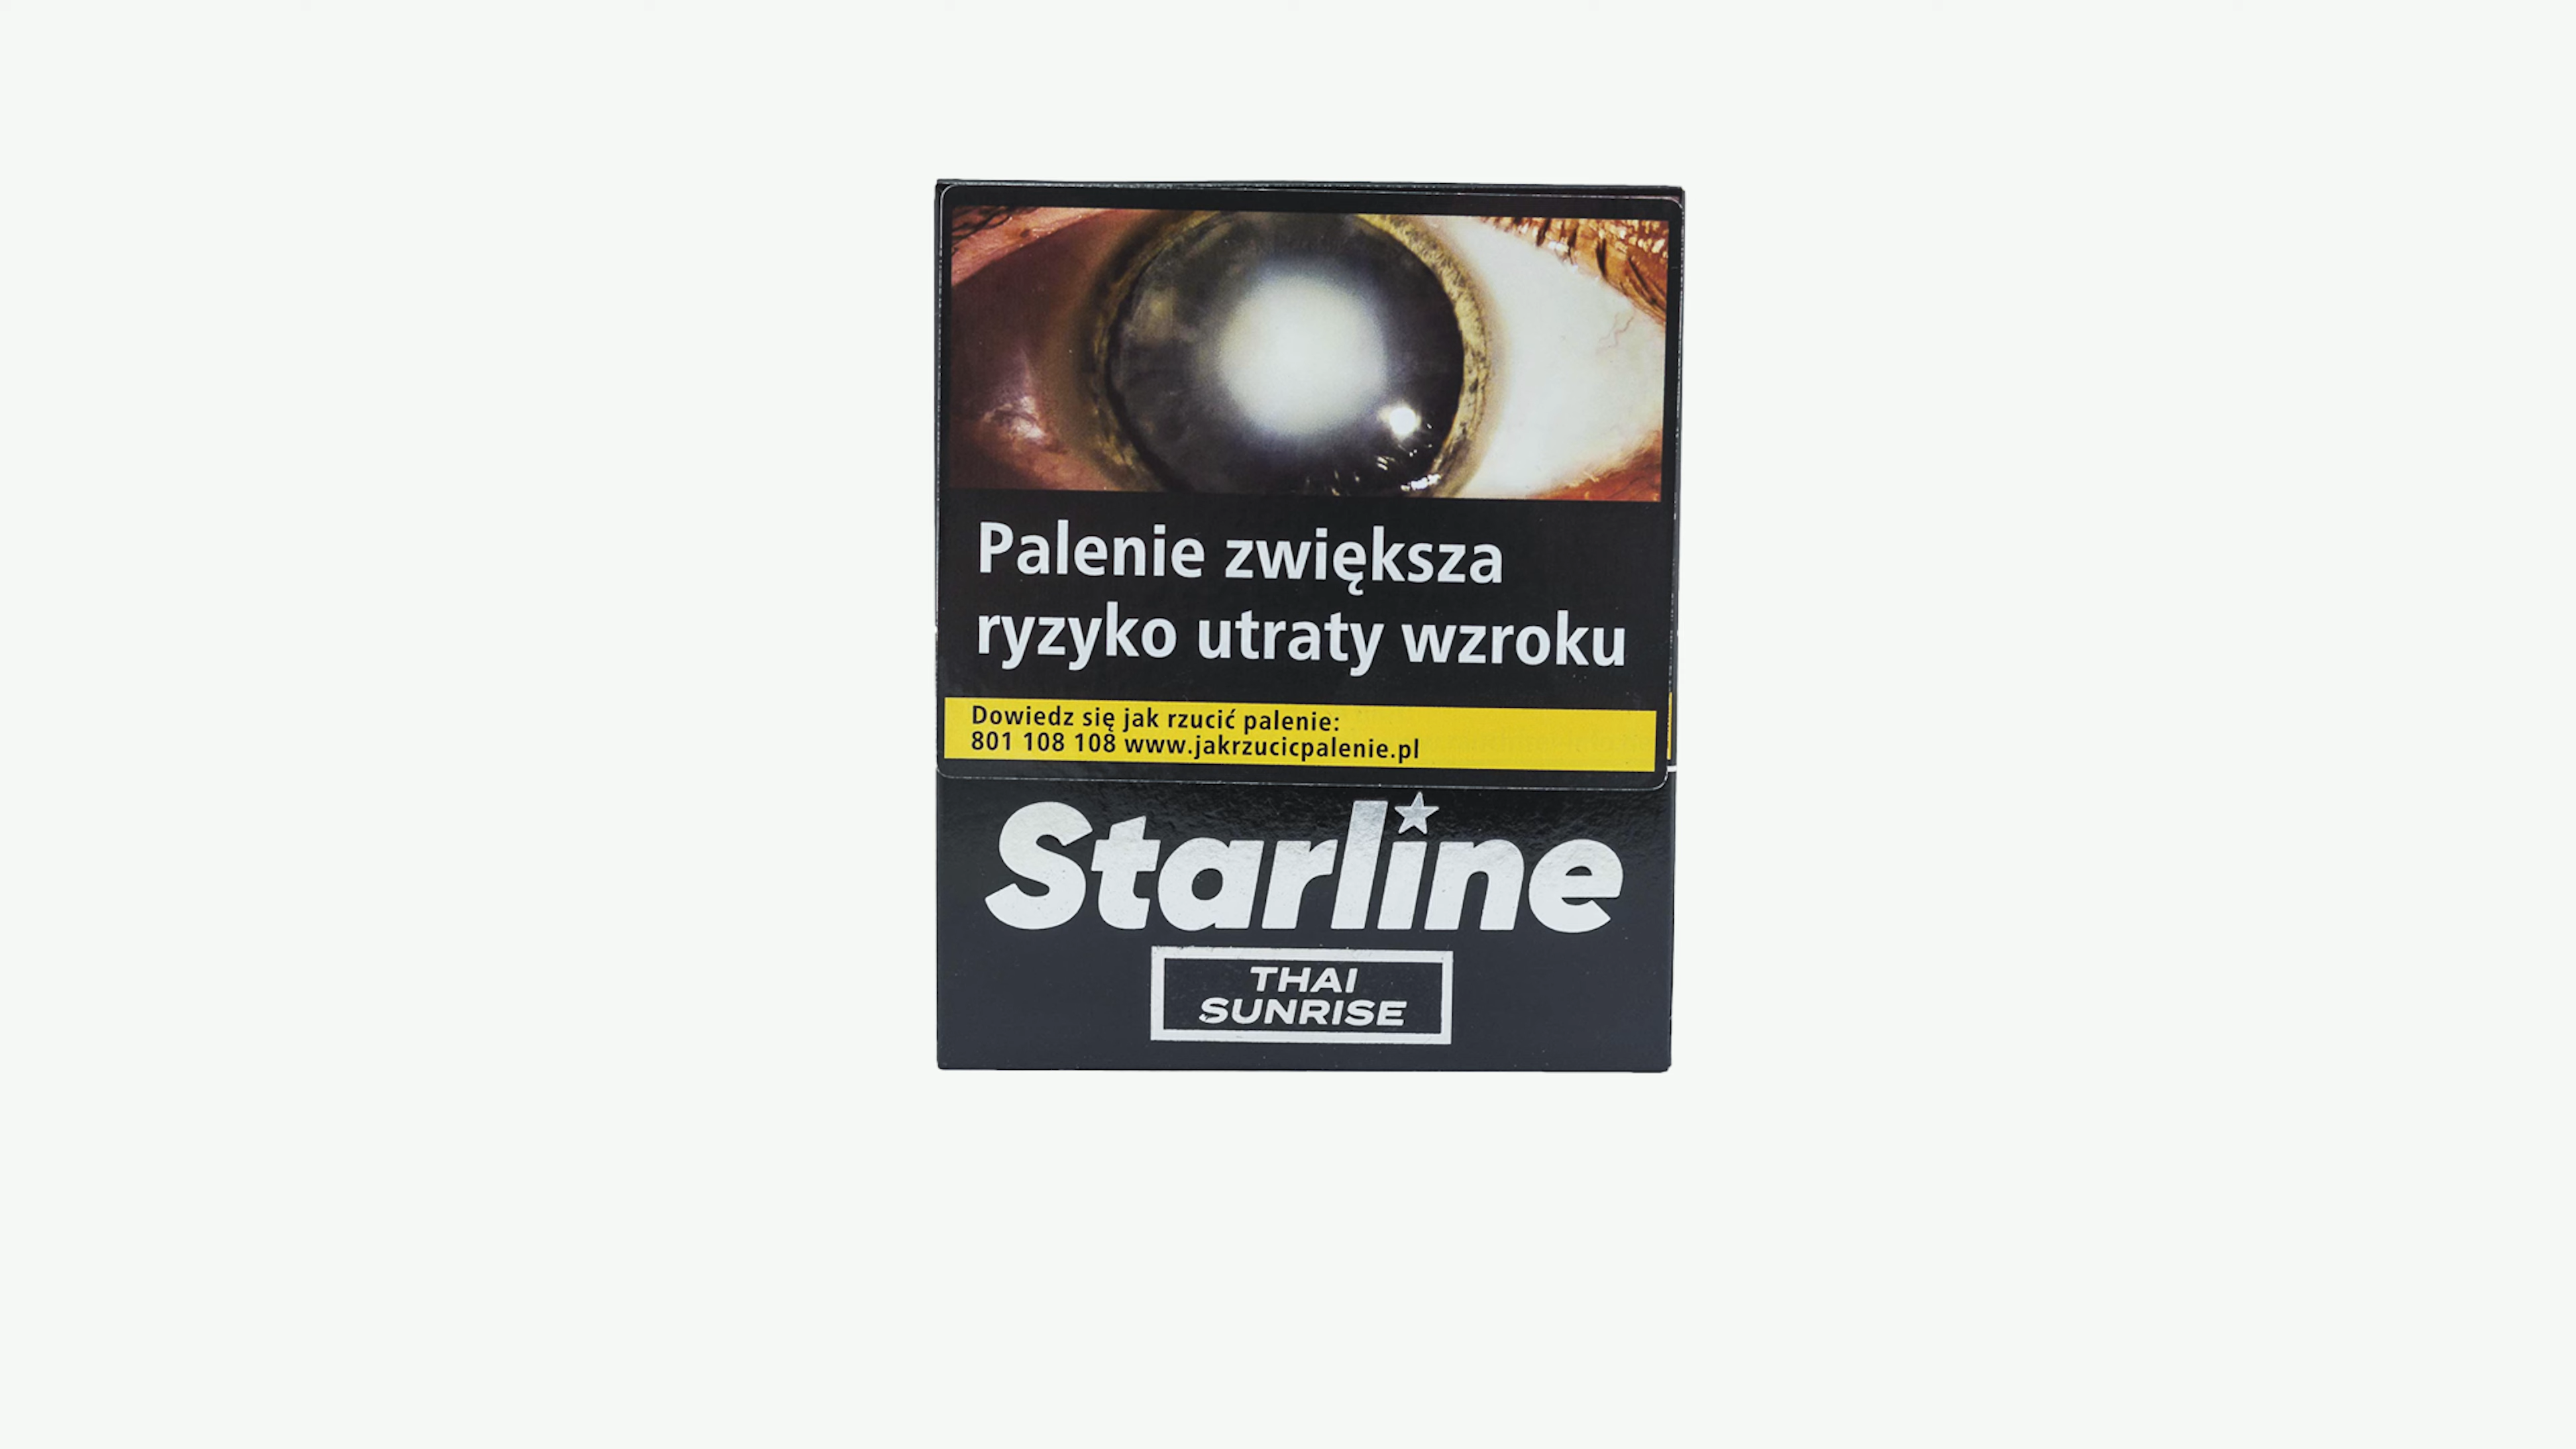 Palenie zwiększa
ryzyko utraty wzroku
Dowiedz się jak rzucić palenie:
801 108 108 www.jakrzucicpalenie.pl
Starline
THAI
SUNRISE